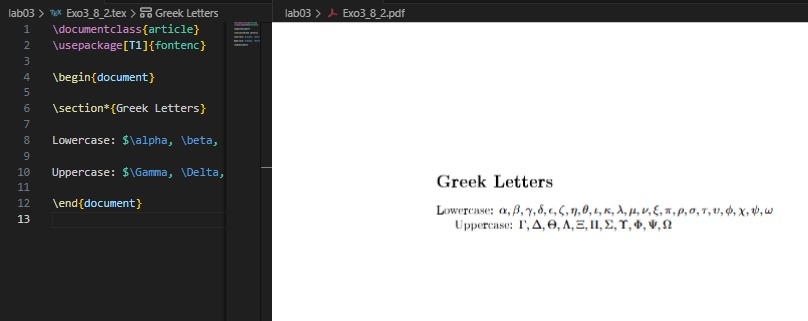 lab03 > TEX Exo3_8_2.tex > Greek Letters
1 \documentclass{article}
2 \usepackage[T1]{fontenc}
3
4 \begin{document}
5
6 \section*{Greek Letters}
7
8 Lowercase: $\alpha, \beta,
9
10 Uppercase: $\Gamma, \Delta,
11
12 \end{document}
13
lab03 > Exo3_8_2.pdf
Greek Letters
Lowercase: α, β, γ, δ, ϵ, ζ, η, θ, ι, κ, λ, μ, ν, ξ, π, ρ, σ, τ, υ, ϕ, χ, ψ, ω
Uppercase: Γ, Δ, Θ, Λ, Ξ, Π, Σ, Υ, Φ, Ψ, Ω